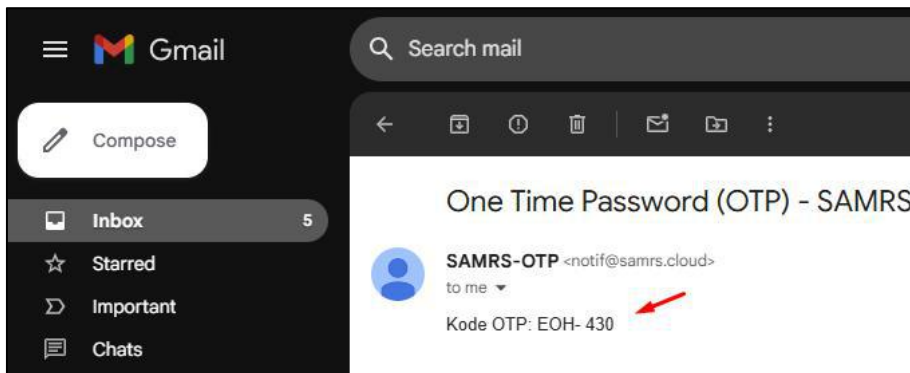 Gmail
Search mail
Compose
Inbox 5
Starred
Important
Chats
One Time Password (OTP) - SAMRS
SAMRS-OTP <notif@samrs.cloud>
to me
Kode OTP: EOH- 430